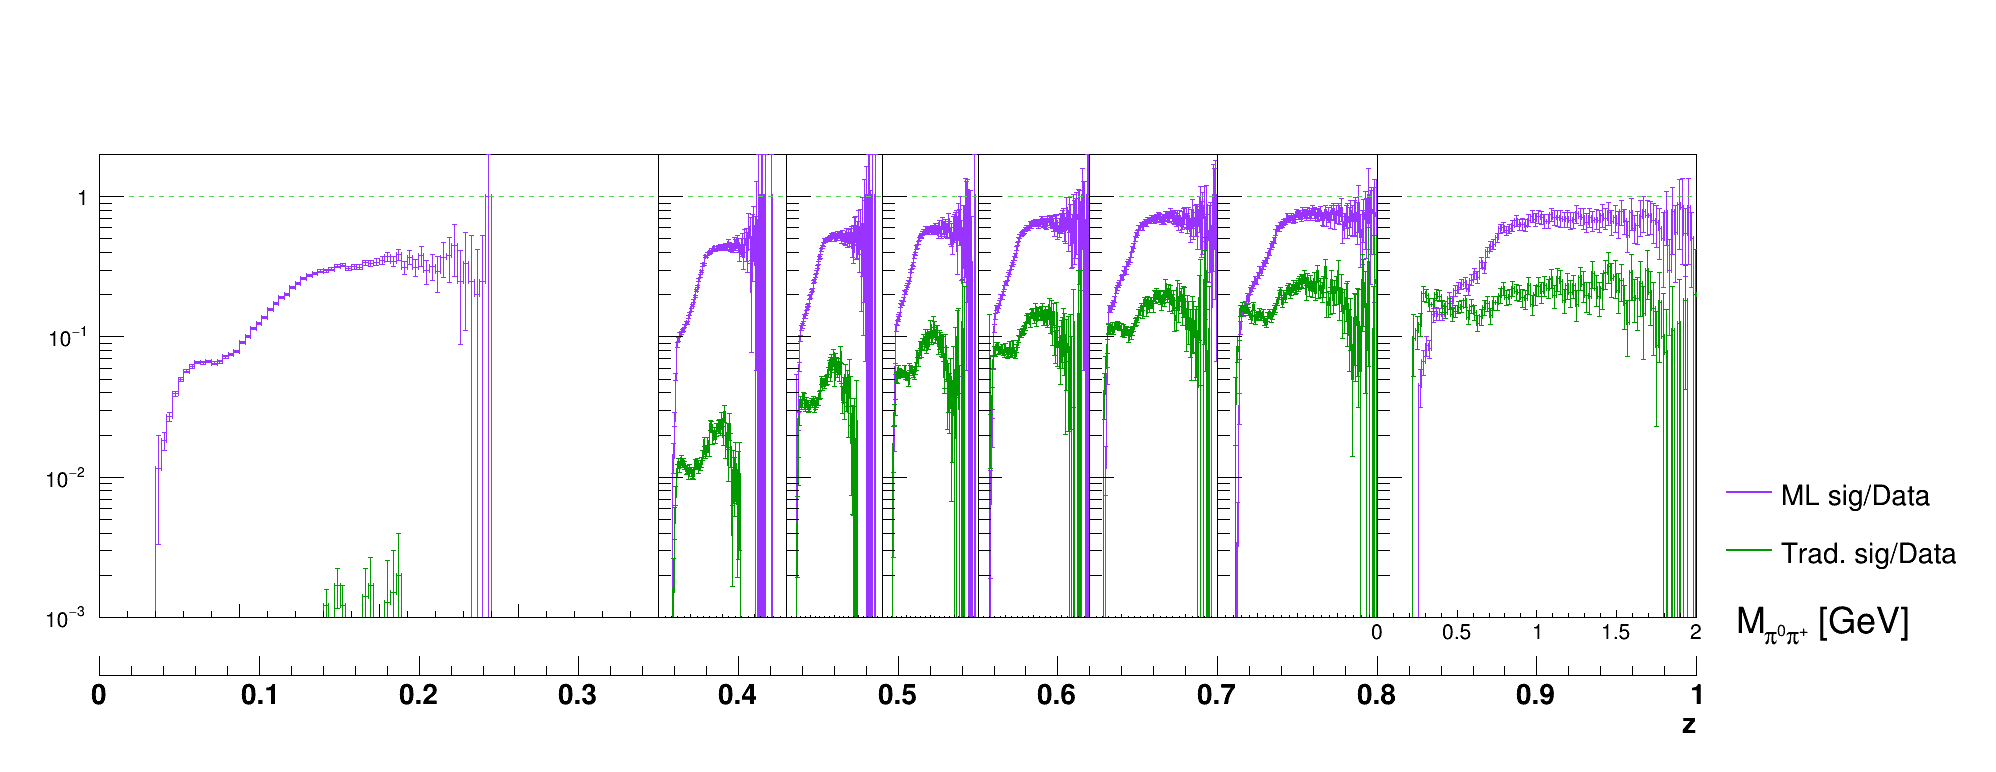 1
10⁻¹
10⁻²
10⁻³
ML sig/Data
Trad. sig/Data
0 0.5 1 1.5 2
M_π⁰π⁺ [GeV]
0 0.1 0.2 0.3 0.4 0.5 0.6 0.7 0.8 0.9 1
z